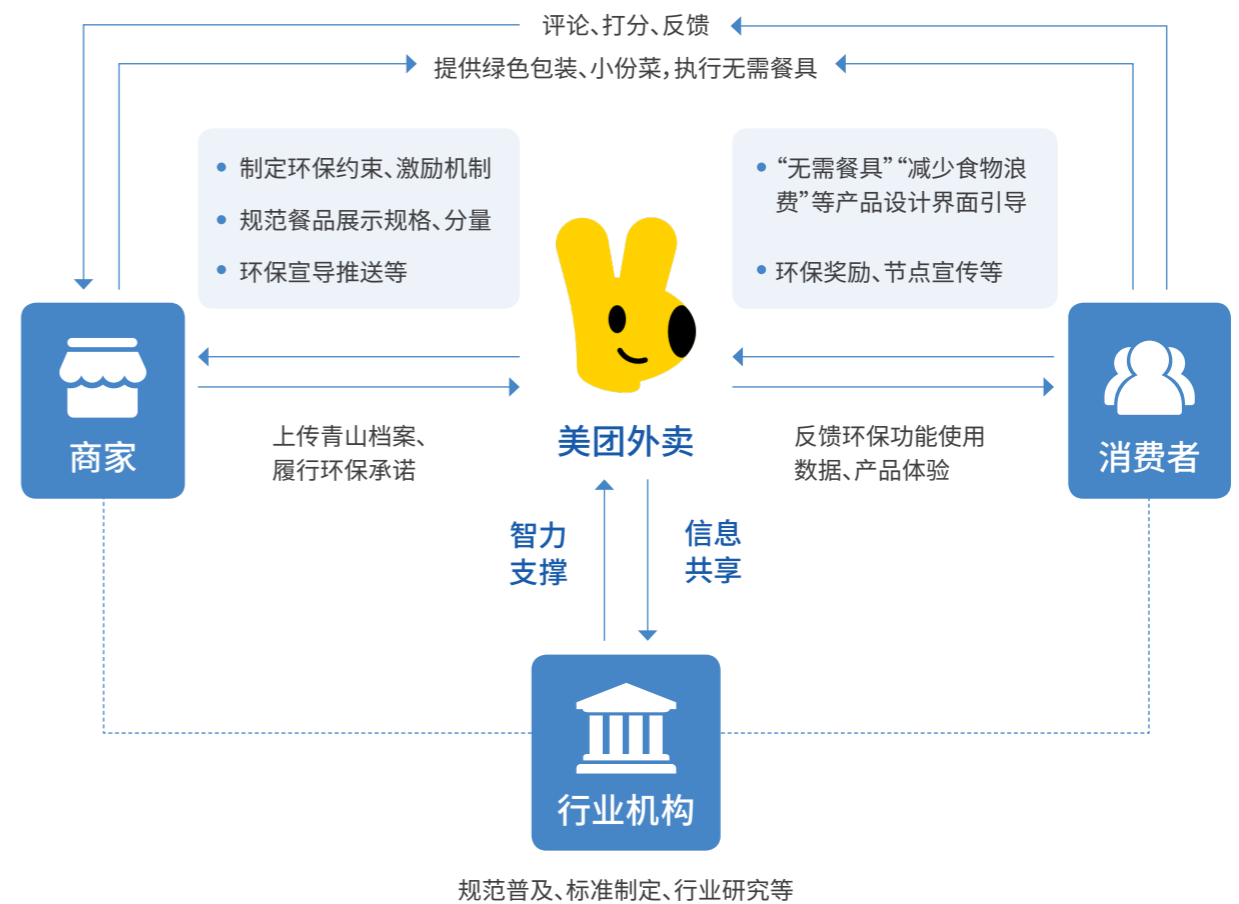 评论、打分、反馈
提供绿色包装、小份菜，执行无需餐具
制定环保约束、激励机制
规范餐品展示规格、分量
环保宣导推送等
“无需餐具”“减少食物浪
费”等产品设计界面引导
环保奖励、节点宣传等
商家
上传青山档案、
履行环保承诺
美团外卖
反馈环保功能使用
数据、产品体验
消费者
智力
支撑
信息
共享
行业机构
规范普及、标准制定、行业研究等